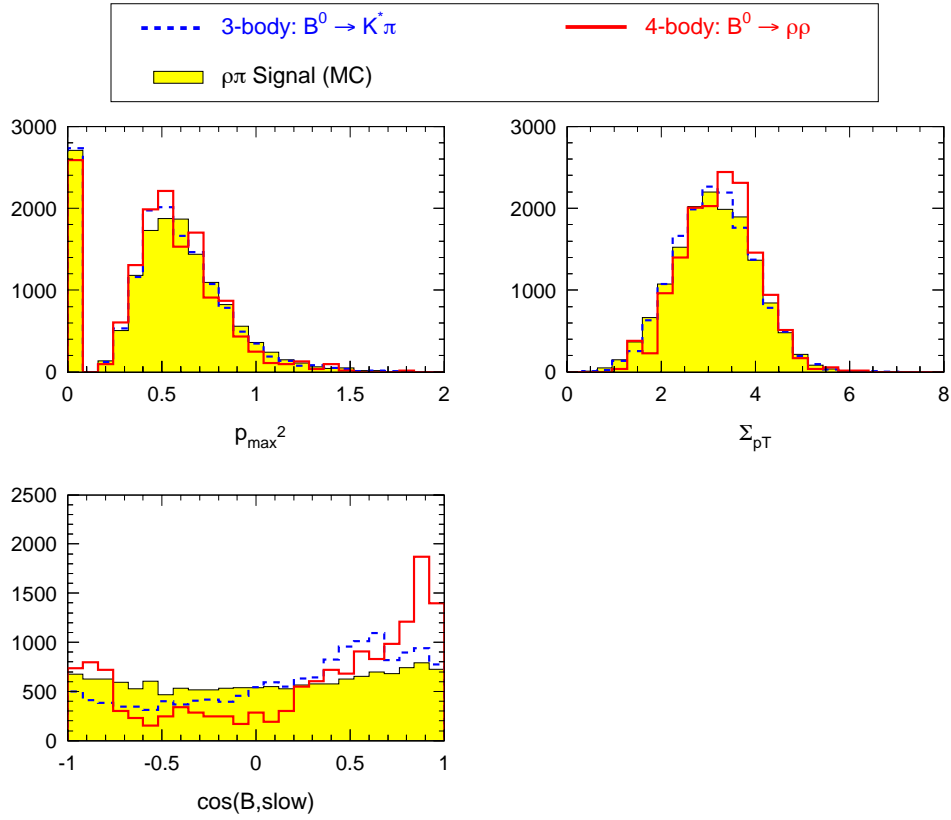 3-body: B⁰ → K*π
4-body: B⁰ → ρρ
ρπ Signal (MC)
3000
2000
1000
0
0 0.5 1 1.5 2
p_max²
3000
2000
1000
0
0 2 4 6 8
Σ_pT
2500
2000
1500
1000
500
0
-1 -0.5 0 0.5 1
cos(B,slow)